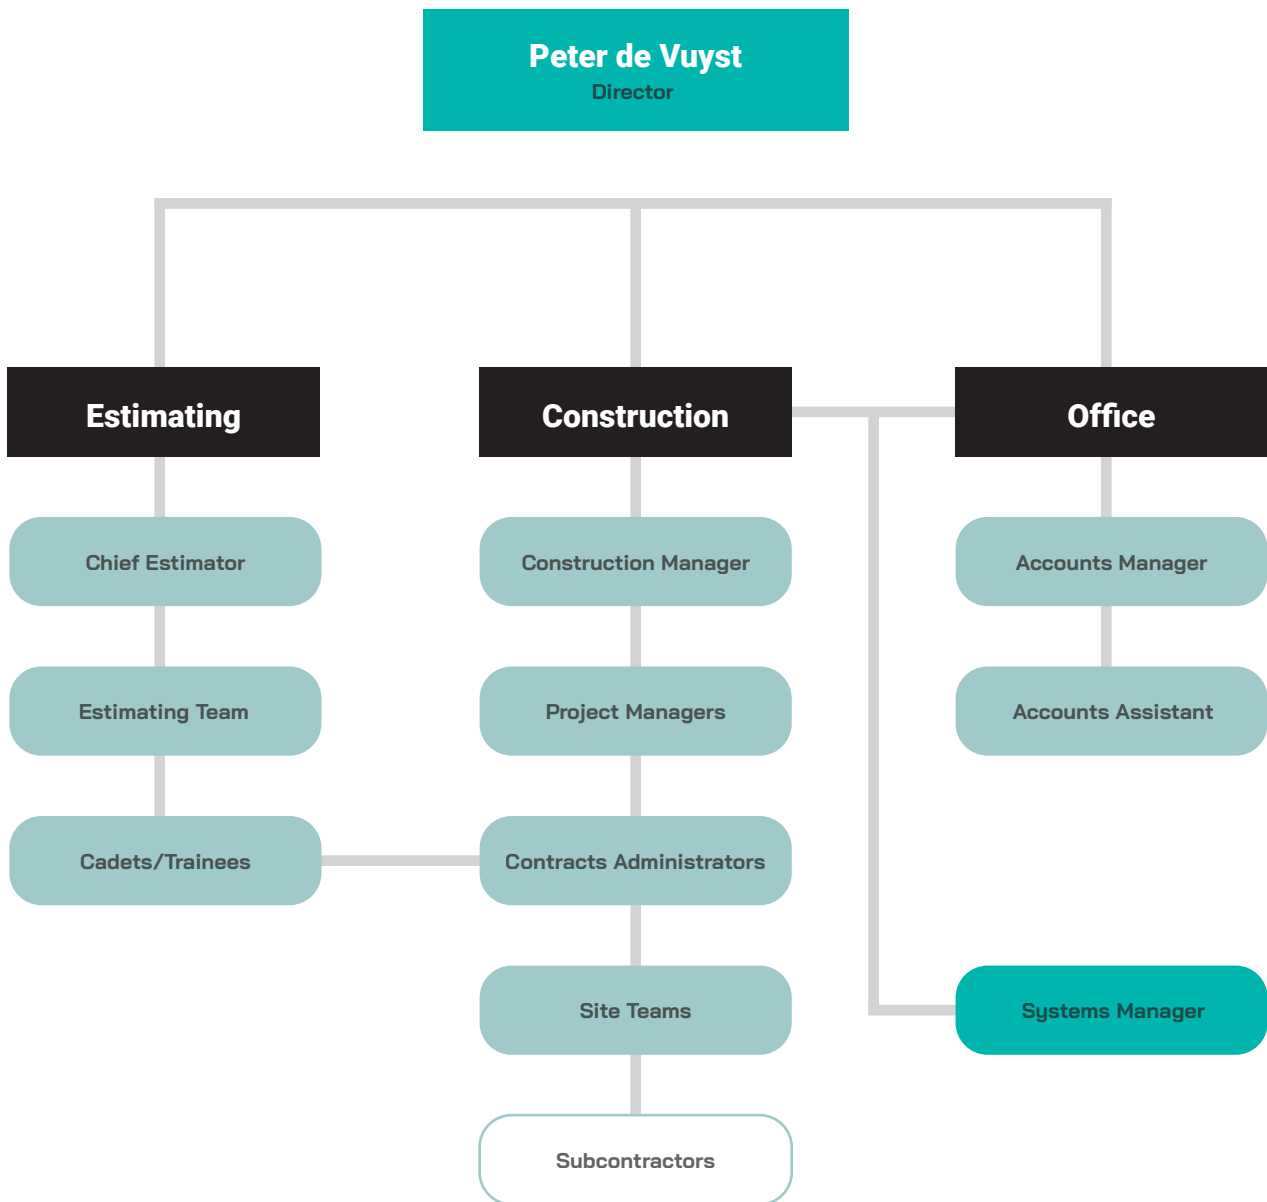 Peter de Vuyst
Director
Estimating
Construction
Office
Chief Estimator
Construction Manager
Accounts Manager
Estimating Team
Project Managers
Accounts Assistant
Cadets/Trainees
Contracts Administrators
Site Teams
Systems Manager
Subcontractors